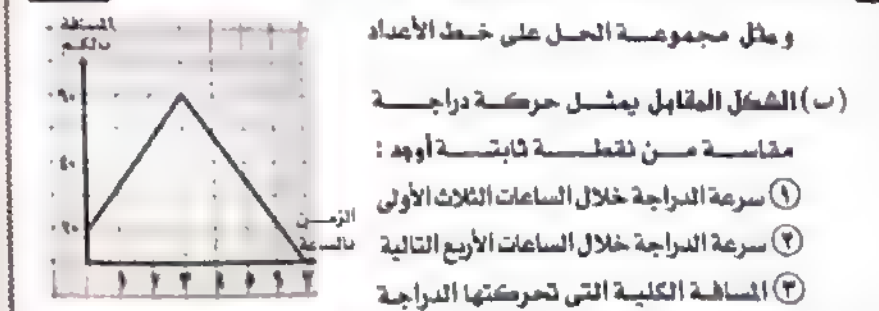 ومثل مجموعة الحل على خط الأعداد
(ب) الشكل المقابل يمثل حركة دراجة
مقاسة من نقطة ثابتة أوجد :
١ سرعة الدراجة خلال الساعات الثلاث الأولى
٢ سرعة الدراجة خلال الساعات الأربع التالية
٣ المسافة الكلية التي تحركتها الدراجة
المسافة
بالكم
الزمن
بالساعة